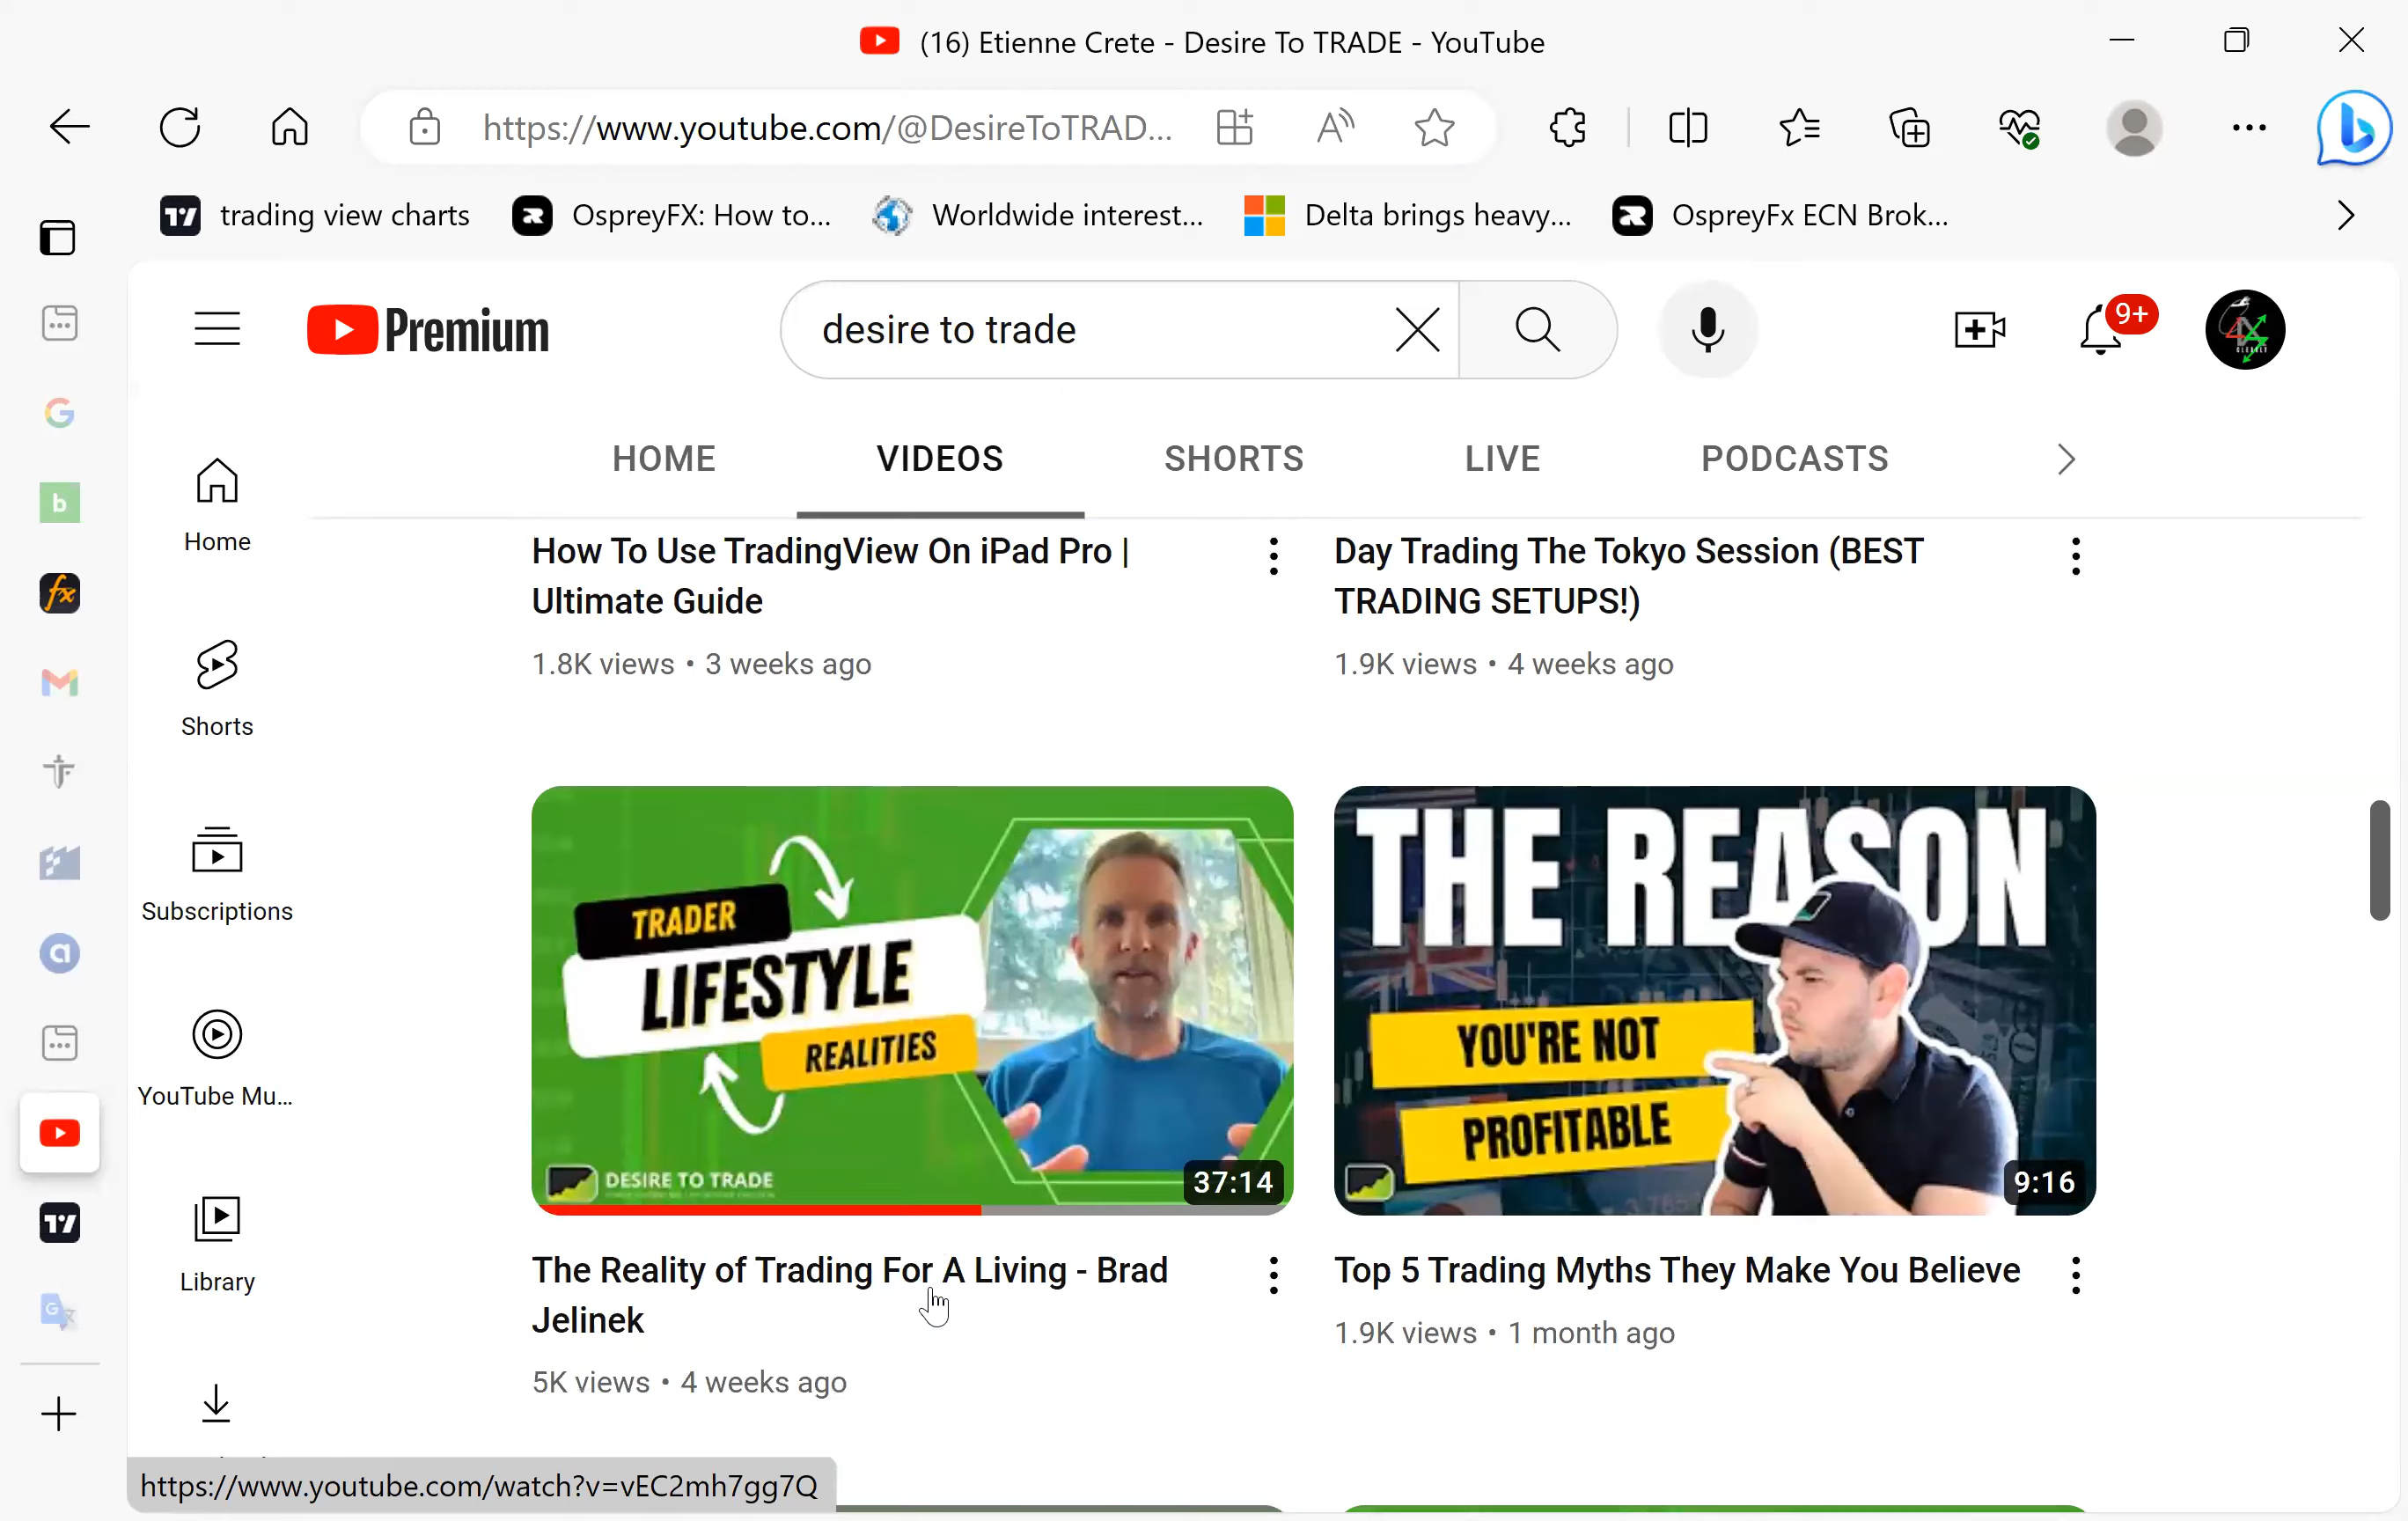 (16) Etienne Crete - Desire To TRADE - YouTube
https://www.youtube.com/@DesireToTRAD...
trading view charts
OspreyFX: How to...
Worldwide interest...
Delta brings heavy...
OspreyFx ECN Brok...
Premium
desire to trade
9+
HOME
VIDEOS
SHORTS
LIVE
PODCASTS
Home
Shorts
Subscriptions
YouTube Mu...
Library
How To Use TradingView On iPad Pro |
Ultimate Guide
1.8K views • 3 weeks ago
Day Trading The Tokyo Session (BEST
TRADING SETUPS!)
1.9K views • 4 weeks ago
TRADER
LIFESTYLE
REALITIES
DESIRE TO TRADE
37:14
THE REASON
YOU'RE NOT
PROFITABLE
9:16
The Reality of Trading For A Living - Brad
Jelinek
5K views • 4 weeks ago
Top 5 Trading Myths They Make You Believe
1.9K views • 1 month ago
https://www.youtube.com/watch?v=vEC2mh7gg7Q